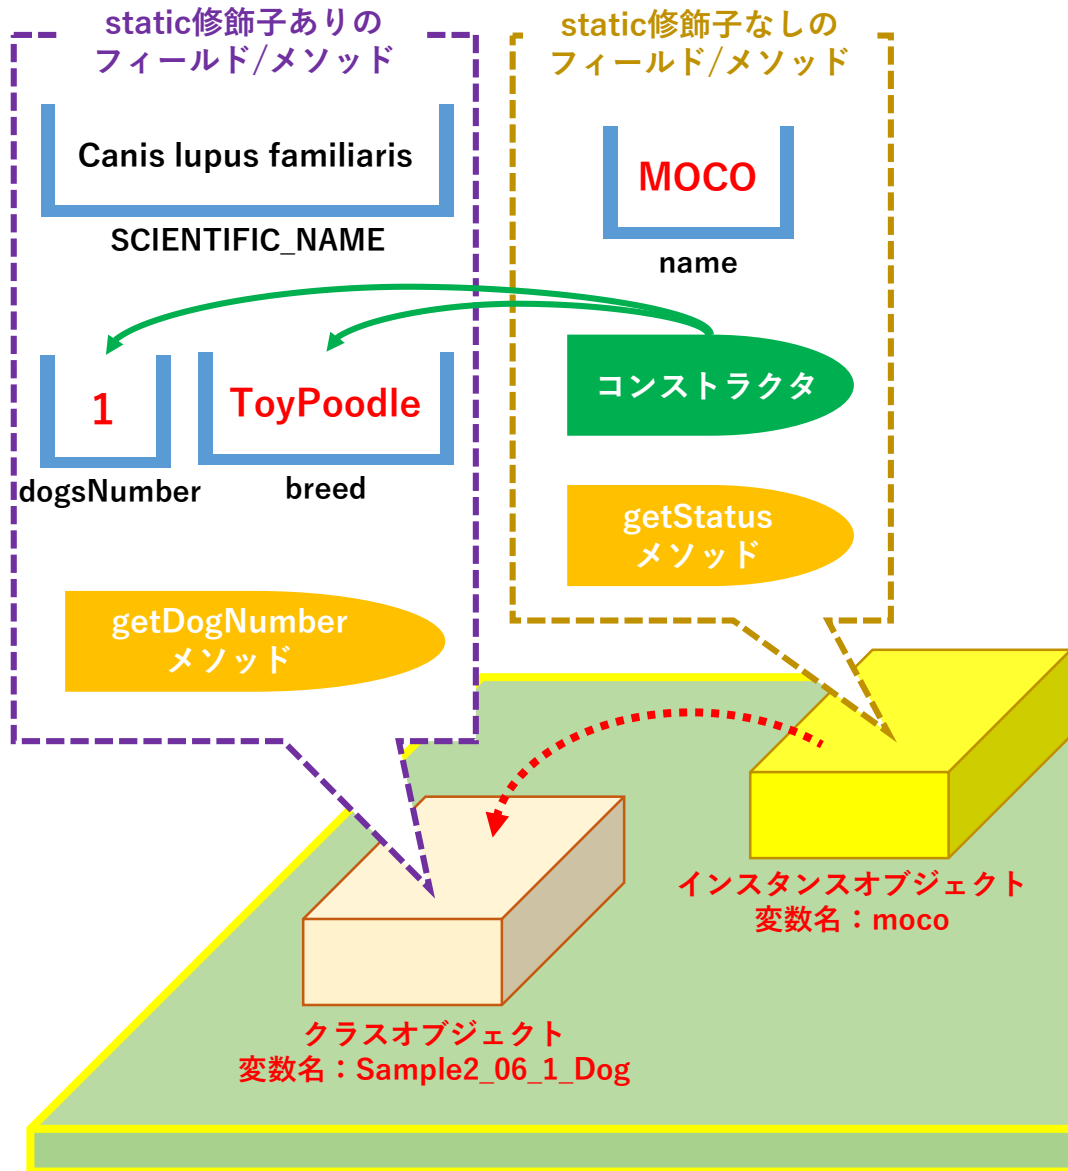 static修飾子ありの
フィールド/メソッド
Canis lupus familiaris
SCIENTIFIC_NAME
1
dogsNumber
ToyPoodle
breed
getDogNumber
メソッド
static修飾子なしの
フィールド/メソッド
MOCO
name
コンストラクタ
getStatus
メソッド
インスタンスオブジェクト
変数名：moco
クラスオブジェクト
変数名：Sample2_06_1_Dog